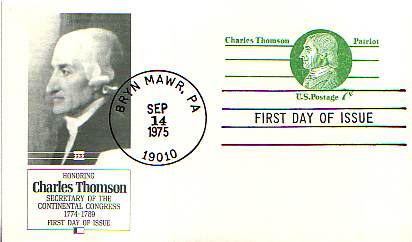 Charles Thomson Patriot
U.S. Postage 7¢
BRYN MAWR, PA
SEP
14
1975
19010
FIRST DAY OF ISSUE
HONORING
Charles Thomson
SECRETARY OF THE
CONTINENTAL CONGRESS
1774-1789
FIRST DAY OF ISSUE